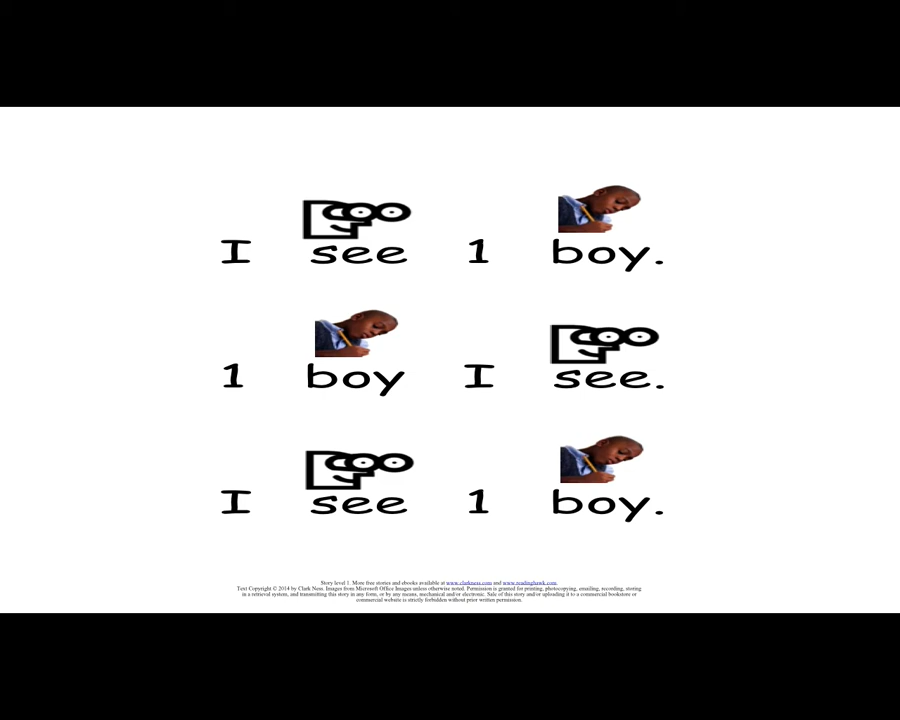 I see 1 boy.
1 boy I see.
I see 1 boy.
Story level 1. More free stories and ebooks available at www.clarkness.com and www.readinghawk.com
Text Copyright © 2014 by Clark Ness. Images from Microsoft Office Images unless otherwise noted. Permission is granted for printing, photocopying, emailing, recording, storing
in a retrieval system, and transmitting this story in any form, or by any means, mechanical and/or electronic. Sale of this story and/or uploading it to a commercial bookstore or
commercial website is strictly forbidden without prior written permission.